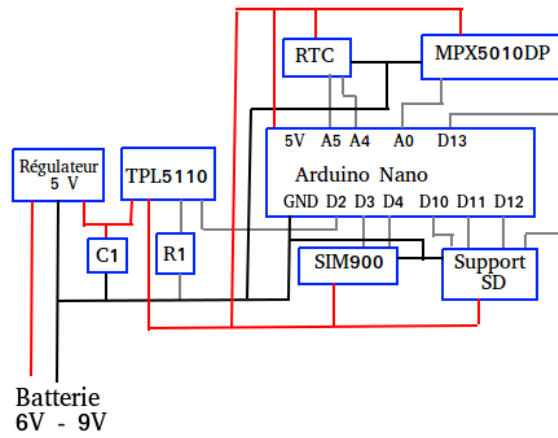 RTC
MPX5010DP
5V A5 A4 A0 D13
Arduino Nano
GND D2 D3 D4 D10 D11 D12
Régulateur
5 V
TPL5110
C1
R1
SIM900
Support
SD
Batterie
6V - 9V